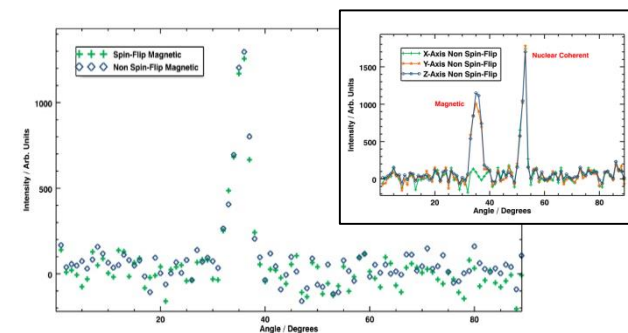 Spin-Flip Magnetic
Non Spin-Flip Magnetic
Intensity / Arb. Units
1000
500
0
20
40
60
80
Angle / Degrees
X-Axis Non Spin-Flip
Y-Axis Non Spin-Flip
Z-Axis Non Spin-Flip
Nuclear Coherent
Magnetic
Intensity / Arb. Units
1500
1000
500
0
20
40
60
80
Angle / Degrees